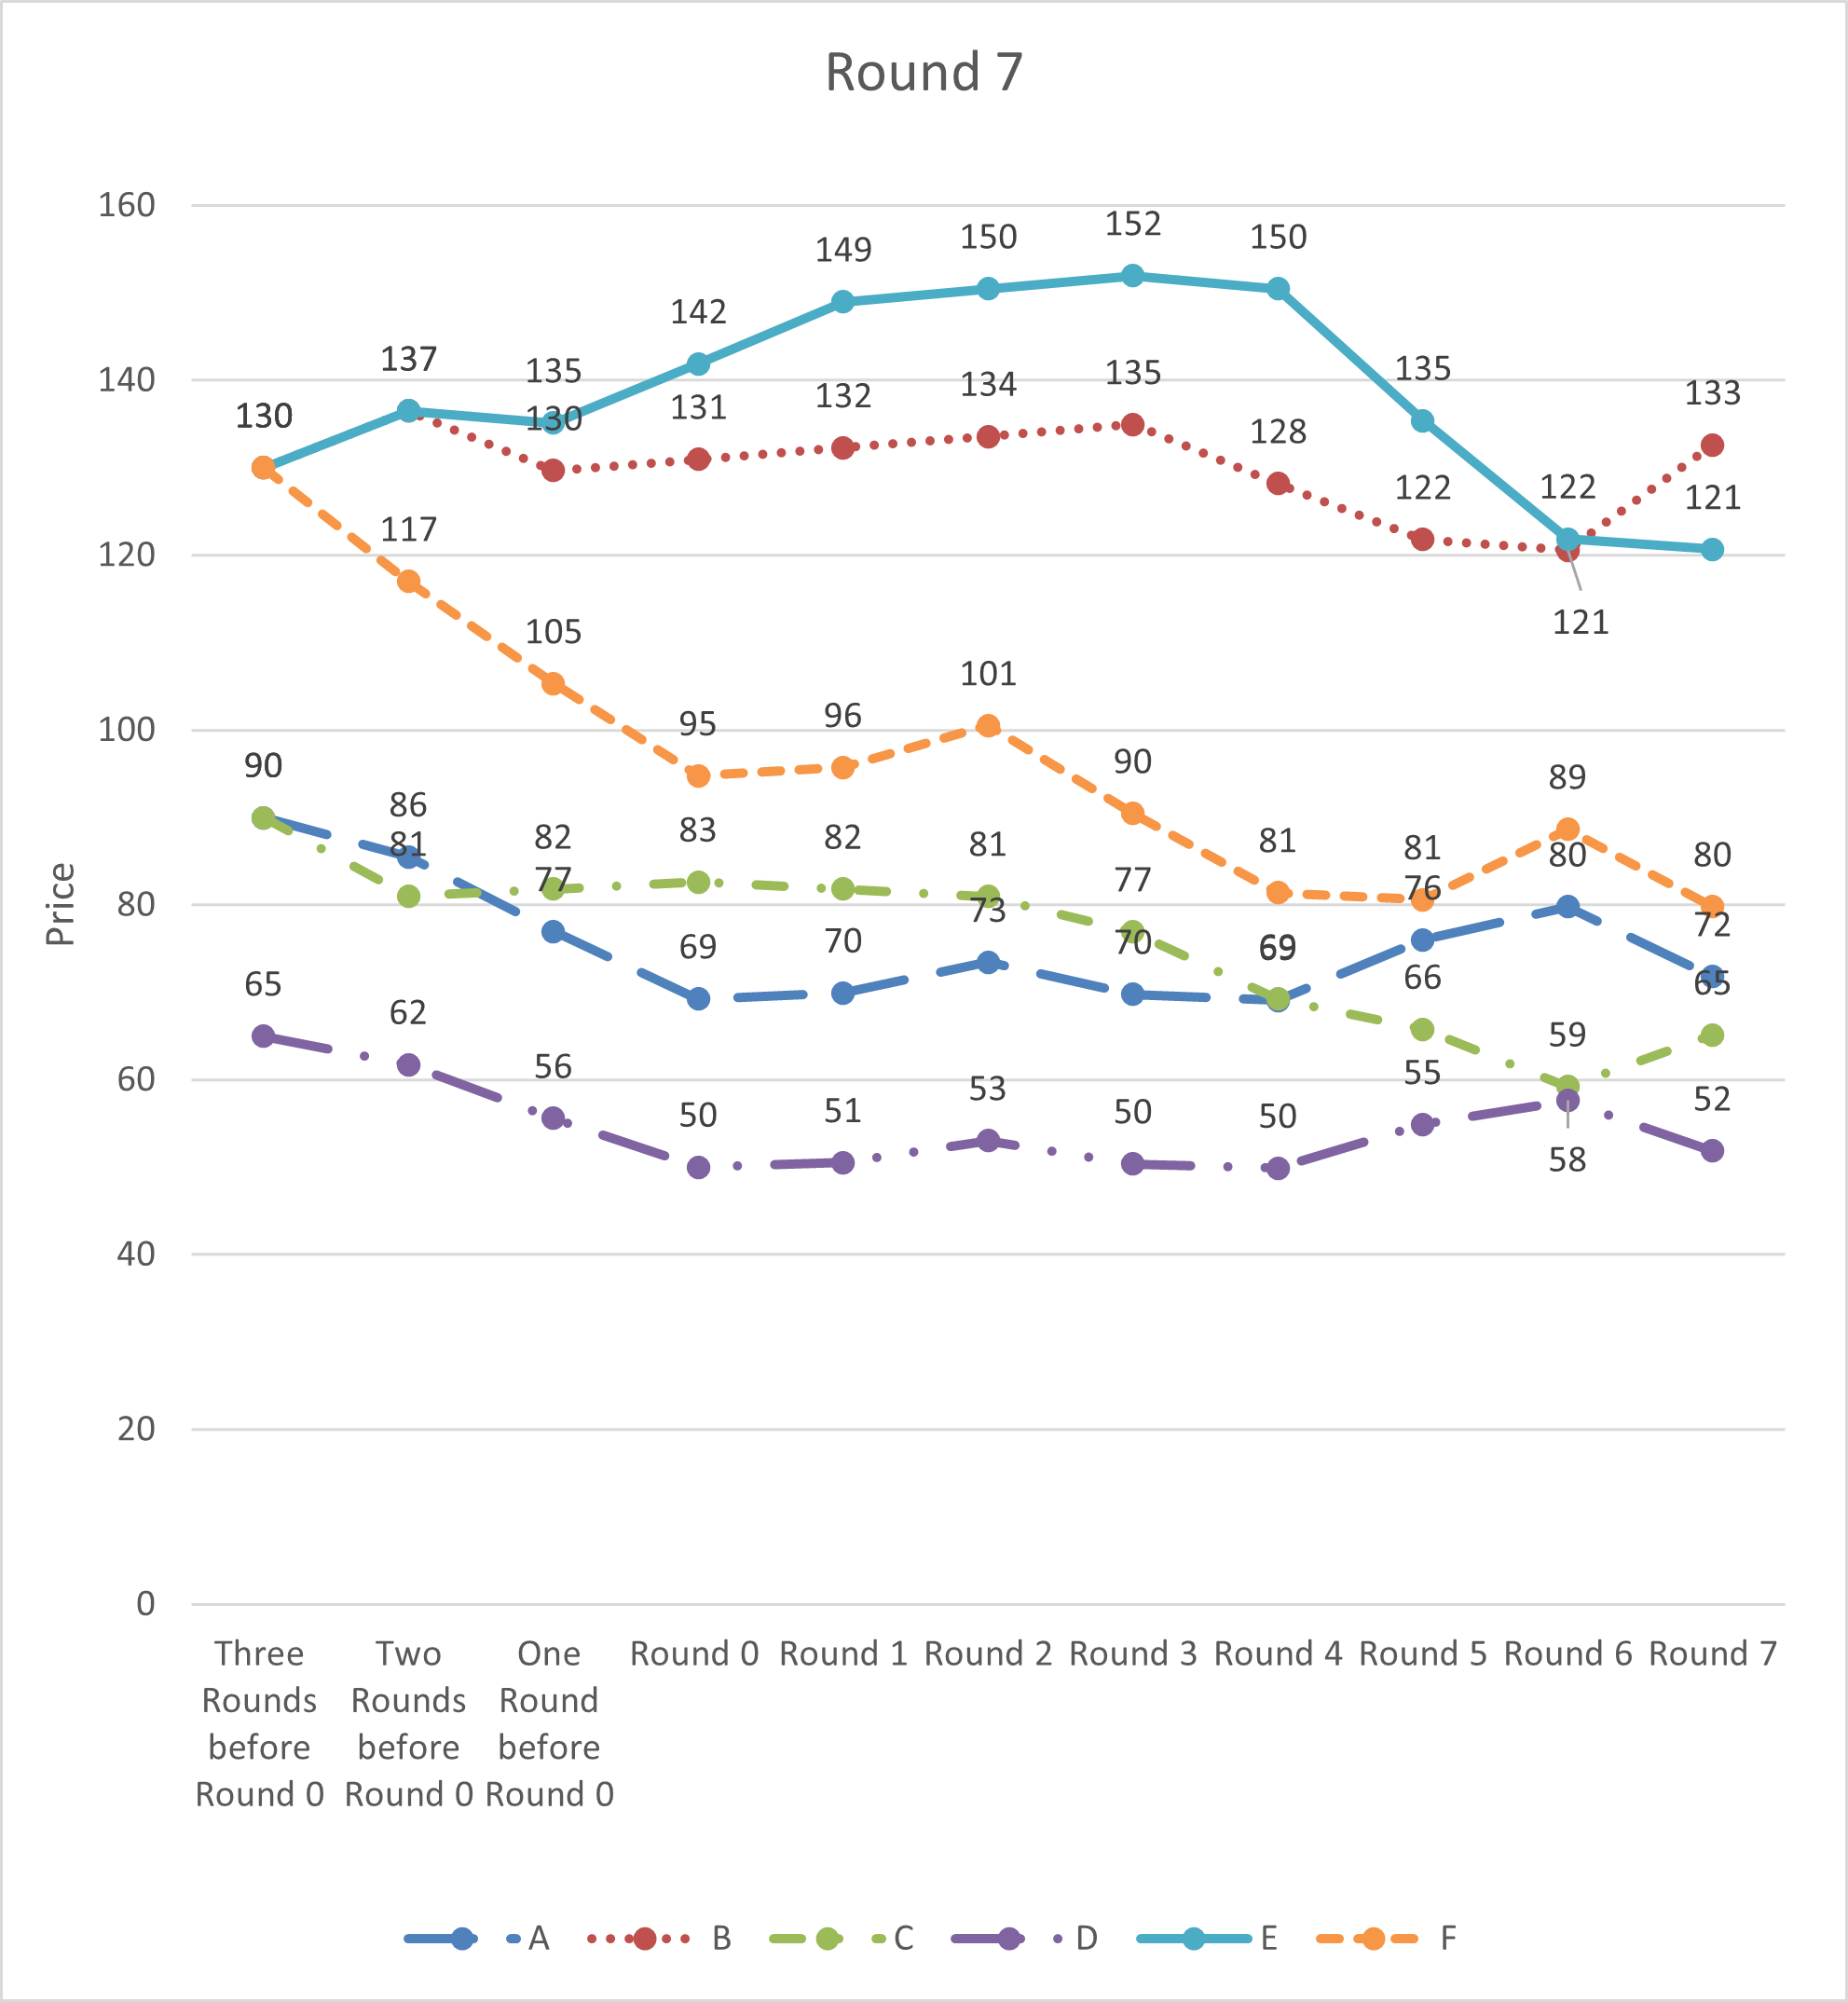 Round 7
160
140
120
100
80
60
40
20
0
Price
130 137 135 142 149 150 152 150 135 122 121
130 131 132 134 135 128 122 121 133
117 105 95 96 101 90 81 81 89 80
90 86 77 69 70 73 70 69 76 80 72
81 82 83 82 81 77 69 66 59 65
65 62 56 50 51 53 50 50 55 58 52
Three Rounds before Round 0
Two Rounds before Round 0
One Round before Round 0
Round 0
Round 1
Round 2
Round 3
Round 4
Round 5
Round 6
Round 7
A B C D E F